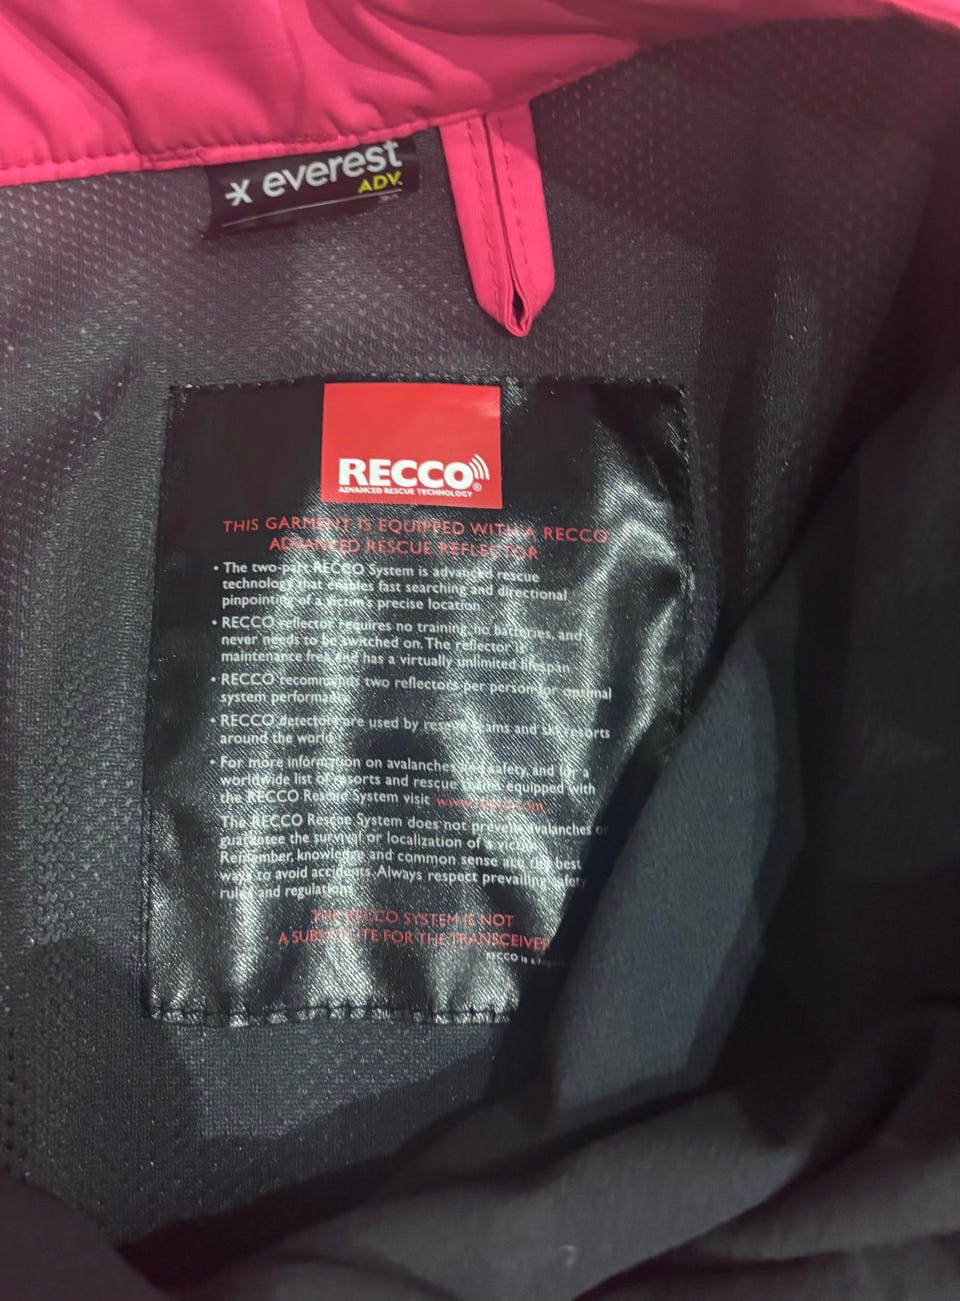 everest
ADV.
RECCO®
ADVANCED RESCUE TECHNOLOGY
THIS GARMENT IS EQUIPPED WITH A RECCO
ADVANCED RESCUE REFLECTOR
• The two-part RECCO System is advanced rescue
technology that enables fast searching and directional
pinpointing of a victim's precise location.
• RECCO reflector requires no training, no batteries, and
never needs to be switched on. The reflector is
maintenance free and has a virtually unlimited lifespan.
• RECCO recommends two reflectors per person for optimal
system performance.
• RECCO detectors are used by rescue teams and ski resorts
around the world.
• For more information on avalanches and safety, and for a
worldwide list of resorts and rescue teams equipped with
the RECCO Rescue System visit www.recco.com.
The RECCO Rescue System does not prevent avalanches or
guarantee the survival or localization of a victim.
Remember, knowledge and common sense are the best
ways to avoid accidents. Always respect prevailing safety
rules and regulations.
THE RECCO SYSTEM IS NOT
A SUBSTITUTE FOR THE TRANSCEIVER
RECCO is a